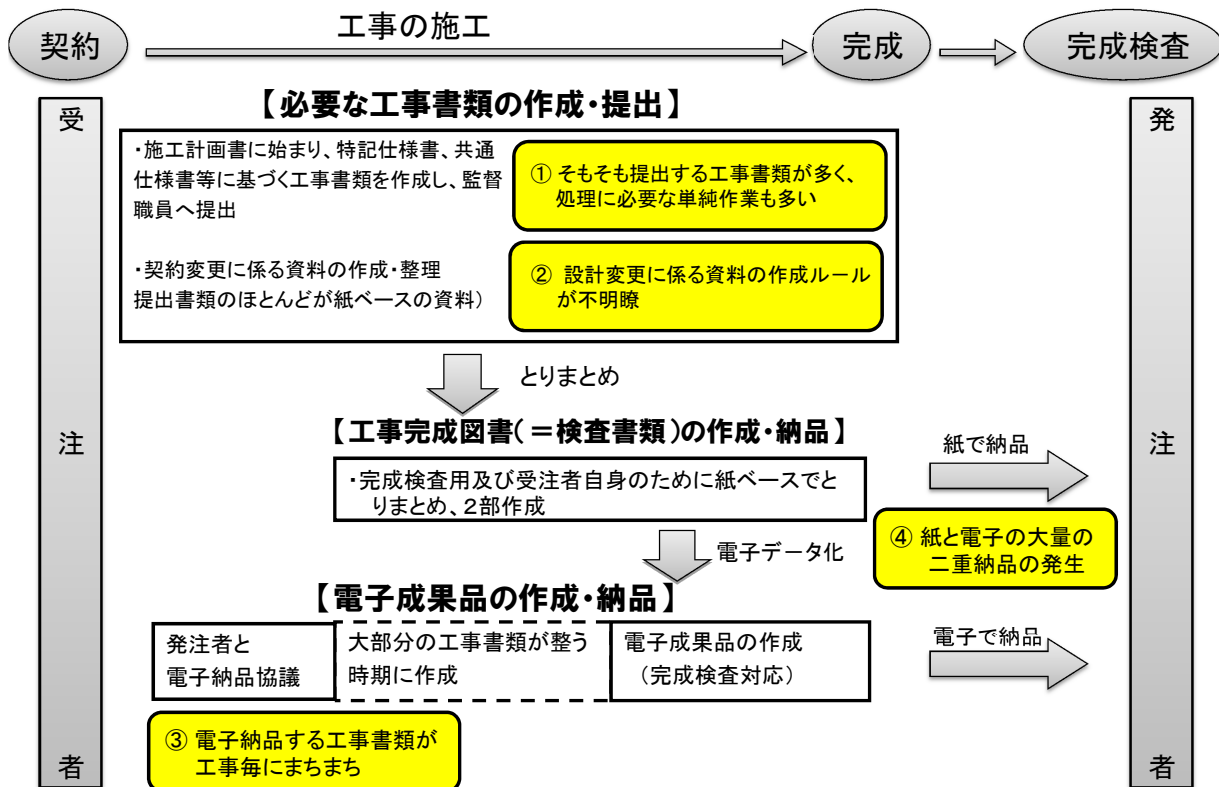 契約
工事の施工
完成
完成検査
受
注
者
発
注
者
【必要な工事書類の作成・提出】
・施工計画書に始まり、特記仕様書、共通
仕様書等に基づく工事書類を作成し、監督
職員へ提出
・契約変更に係る資料の作成・整理
提出書類のほとんどが紙ベースの資料)
① そもそも提出する工事書類が多く、
処理に必要な単純作業も多い
② 設計変更に係る資料の作成ルール
が不明瞭
とりまとめ
【工事完成図書(=検査書類)の作成・納品】
・完成検査用及び受注者自身のために紙ベースでと
りまとめ、2部作成
紙で納品
④ 紙と電子の大量の
二重納品の発生
電子データ化
【電子成果品の作成・納品】
発注者と
電子納品協議
大部分の工事書類が整う
時期に作成
電子成果品の作成
(完成検査対応)
電子で納品
③ 電子納品する工事書類が
工事毎にまちまち